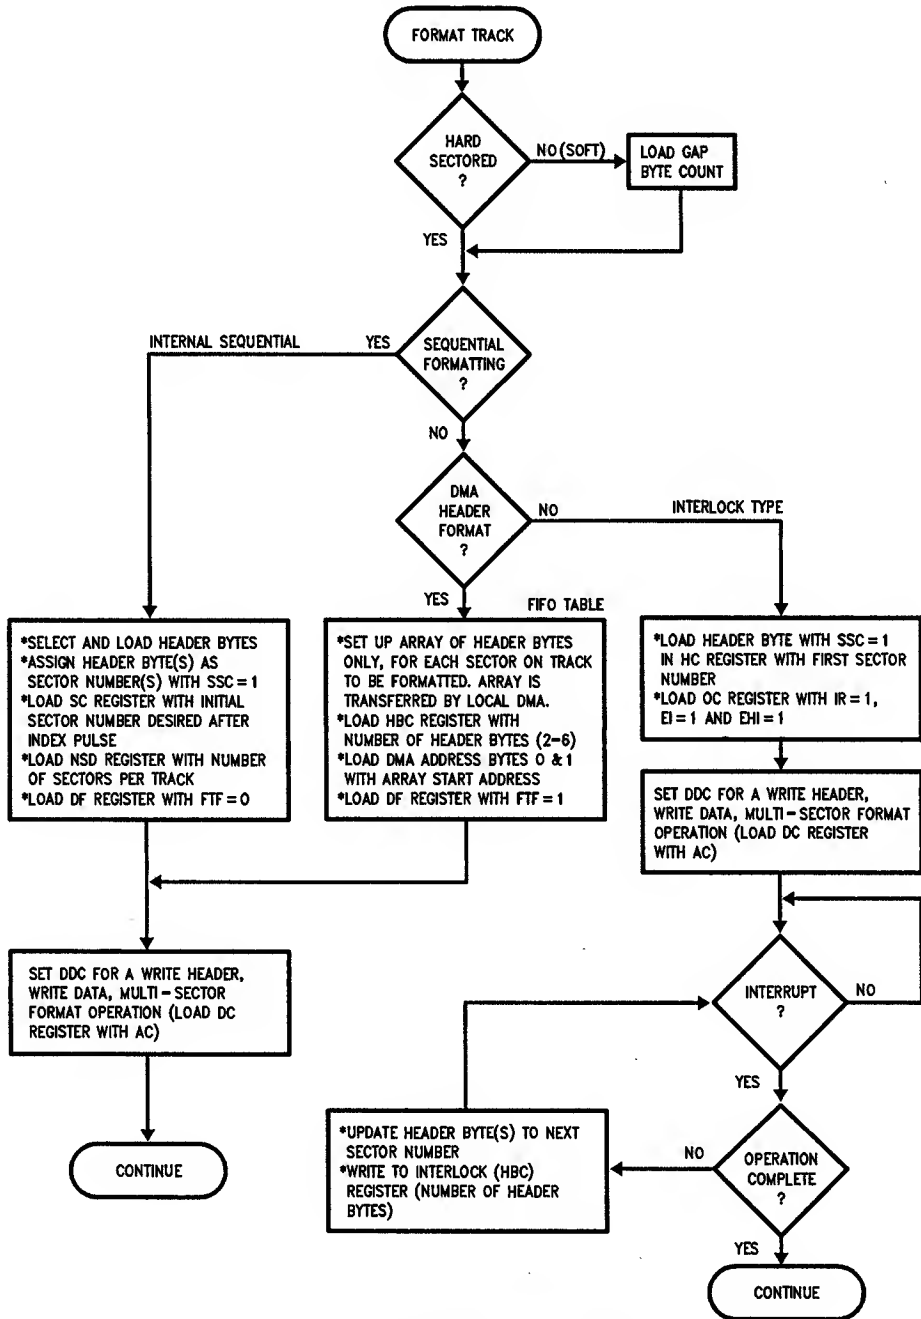 FORMAT TRACK
HARD
SECTORED
?
NO (SOFT)
LOAD GAP
BYTE COUNT
YES
INTERNAL SEQUENTIAL
YES
SEQUENTIAL
FORMATTING
?
NO
DMA
HEADER
FORMAT
?
NO
INTERLOCK TYPE
YES
FIFO TABLE
*SELECT AND LOAD HEADER BYTES
*ASSIGN HEADER BYTE(S) AS
SECTOR NUMBER(S) WITH SSC=1
*LOAD SC REGISTER WITH INITIAL
SECTOR NUMBER DESIRED AFTER
INDEX PULSE
*LOAD NSD REGISTER WITH NUMBER
OF SECTORS PER TRACK
*LOAD DF REGISTER WITH FTF=0
*SET UP ARRAY OF HEADER BYTES
ONLY, FOR EACH SECTOR ON TRACK
TO BE FORMATTED. ARRAY IS
TRANSFERRED BY LOCAL DMA.
*LOAD HBC REGISTER WITH
NUMBER OF HEADER BYTES (2-6)
*LOAD DMA ADDRESS BYTES 0 & 1
WITH ARRAY START ADDRESS
*LOAD DF REGISTER WITH FTF=1
*LOAD HEADER BYTE WITH SSC=1
IN HC REGISTER WITH FIRST SECTOR
NUMBER
*LOAD OC REGISTER WITH IR=1,
EI=1 AND EHI=1
SET DDC FOR A WRITE HEADER,
WRITE DATA, MULTI-SECTOR FORMAT
OPERATION (LOAD DC REGISTER
WITH AC)
SET DDC FOR A WRITE HEADER,
WRITE DATA, MULTI-SECTOR
FORMAT OPERATION (LOAD DC
REGISTER WITH AC)
INTERRUPT
?
NO
YES
CONTINUE
*UPDATE HEADER BYTE(S) TO NEXT
SECTOR NUMBER
*WRITE TO INTERLOCK (HBC)
REGISTER (NUMBER OF HEADER
BYTES)
NO
OPERATION
COMPLETE
?
YES
CONTINUE